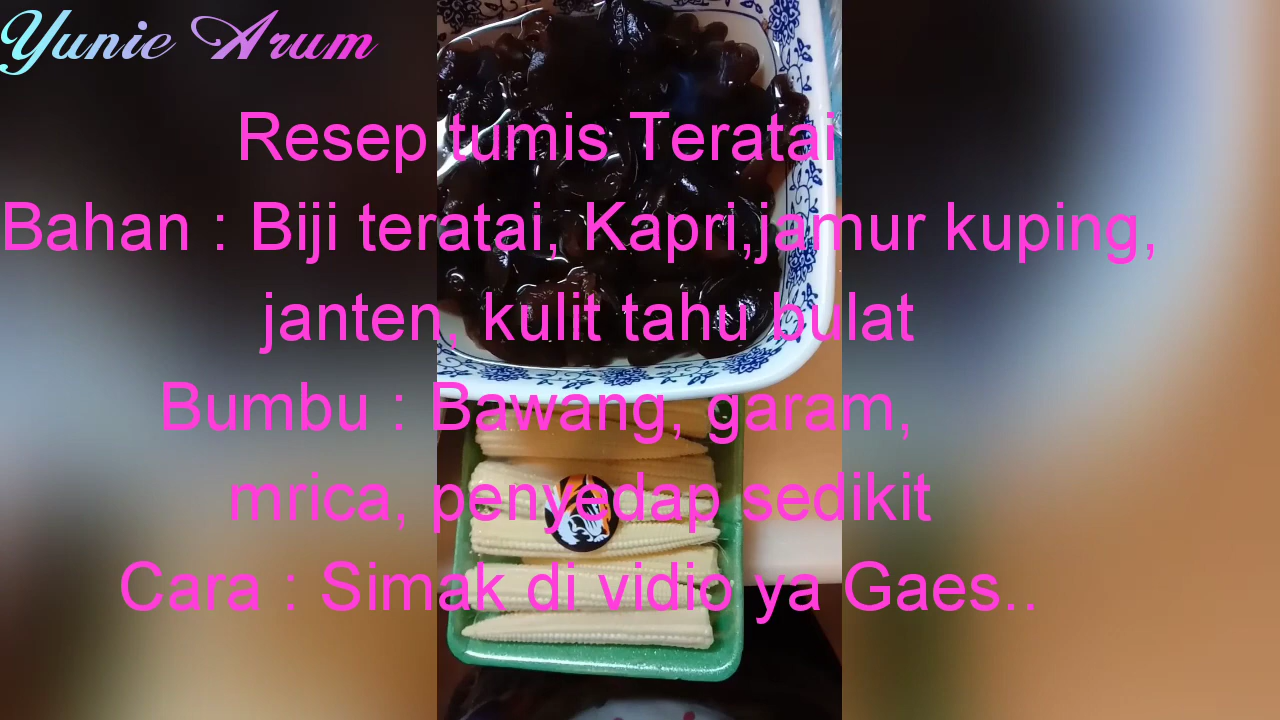 Yunie Arum
Resep tumis Teratai
Bahan : Biji teratai, Kapri,jamur kuping,
janten, kulit tahu bulat
Bumbu : Bawang, garam,
mrica, penyedap sedikit
Cara : Simak di vidio ya Gaes..